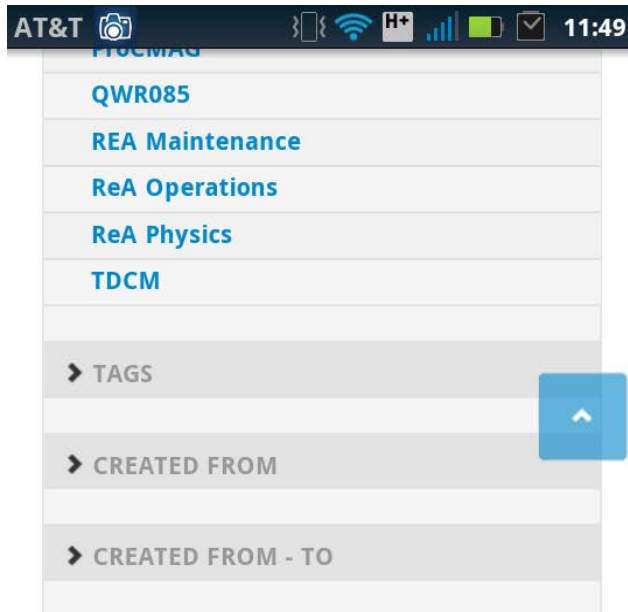 AT&T H+ 11:49
QWR085
REA Maintenance
ReA Operations
ReA Physics
TDCM
TAGS
CREATED FROM
CREATED FROM - TO